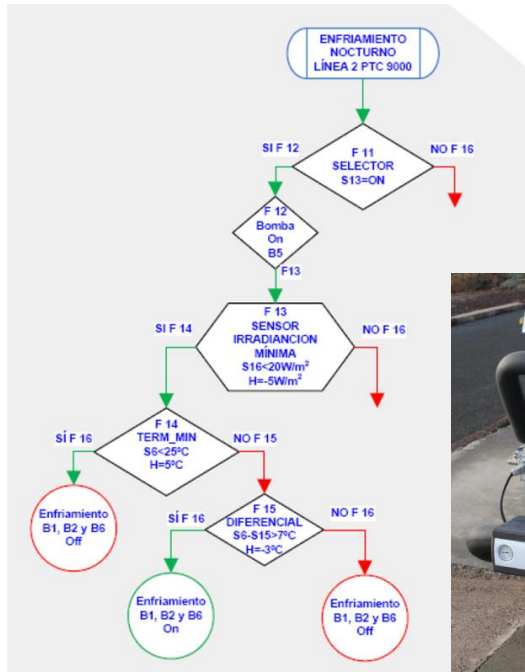 ENFRIAMIENTO
NOCTURNO
LÍNEA 2 PTC 9000
SI F 12
F 11
SELECTOR
S13=ON
NO F 16
F 12
Bomba
On
B5
F13
SI F 14
F 13
SENSOR
IRRADIANCION
MÍNIMA
S16<20W/m²
H=-5W/m²
NO F 16
SÍ F 16
F 14
TERM_MIN
S6<25ºC
H=5ºC
NO F 15
Enfriamiento
B1, B2 y B6
Off
SÍ F 16
F 15
DIFERENCIAL
S6-S15>7ºC
H=-3ºC
NO F 16
Enfriamiento
B1, B2 y B6
On
Enfriamiento
B1, B2 y B6
Off